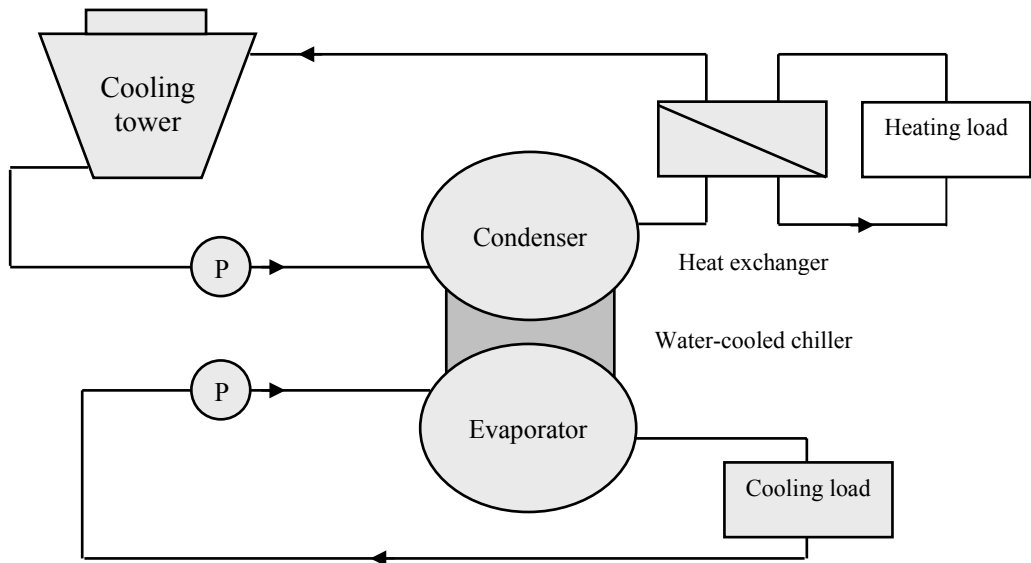 Cooling
tower
Heating load
Condenser
P
Heat exchanger
Water-cooled chiller
P
Evaporator
Cooling load